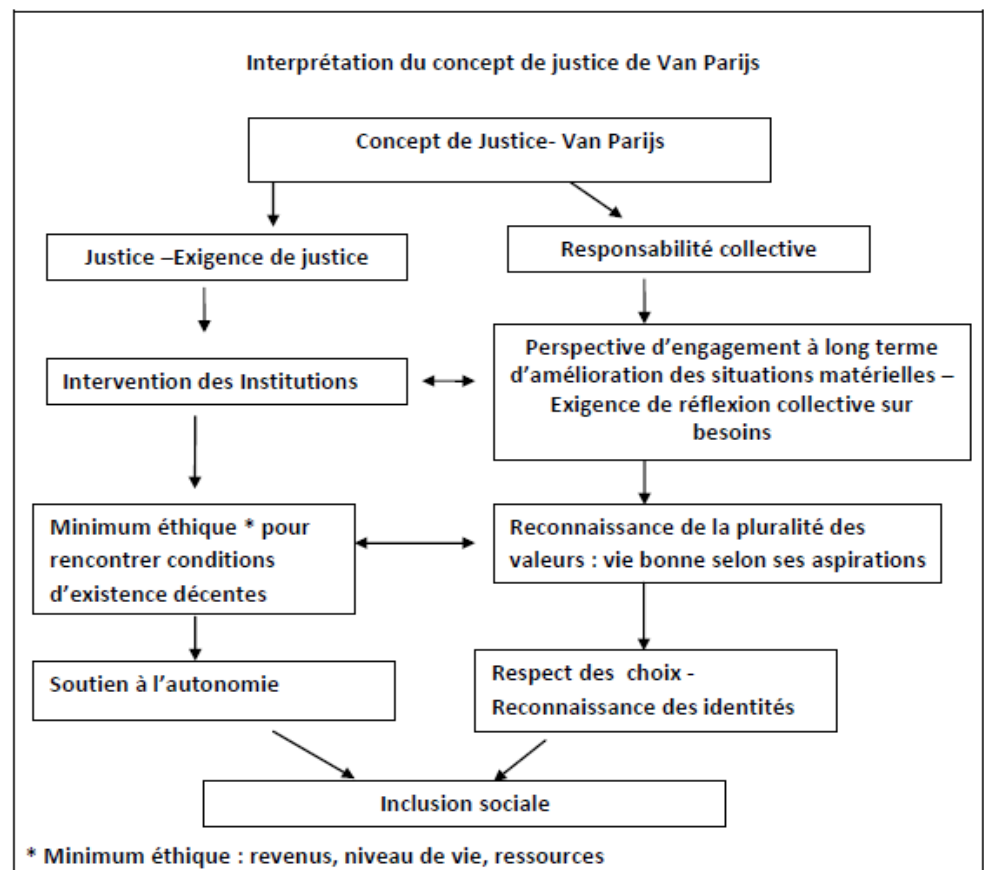 Interprétation du concept de justice de Van Parijs
Concept de Justice- Van Parijs
Justice –Exigence de justice
Responsabilité collective
Intervention des Institutions
Perspective d’engagement à long terme
d’amélioration des situations matérielles –
Exigence de réflexion collective sur
besoins
Minimum éthique * pour
rencontrer conditions
d’existence décentes
Reconnaissance de la pluralité des
valeurs : vie bonne selon ses aspirations
Soutien à l’autonomie
Respect des choix -
Reconnaissance des identités
Inclusion sociale
* Minimum éthique : revenus, niveau de vie, ressources